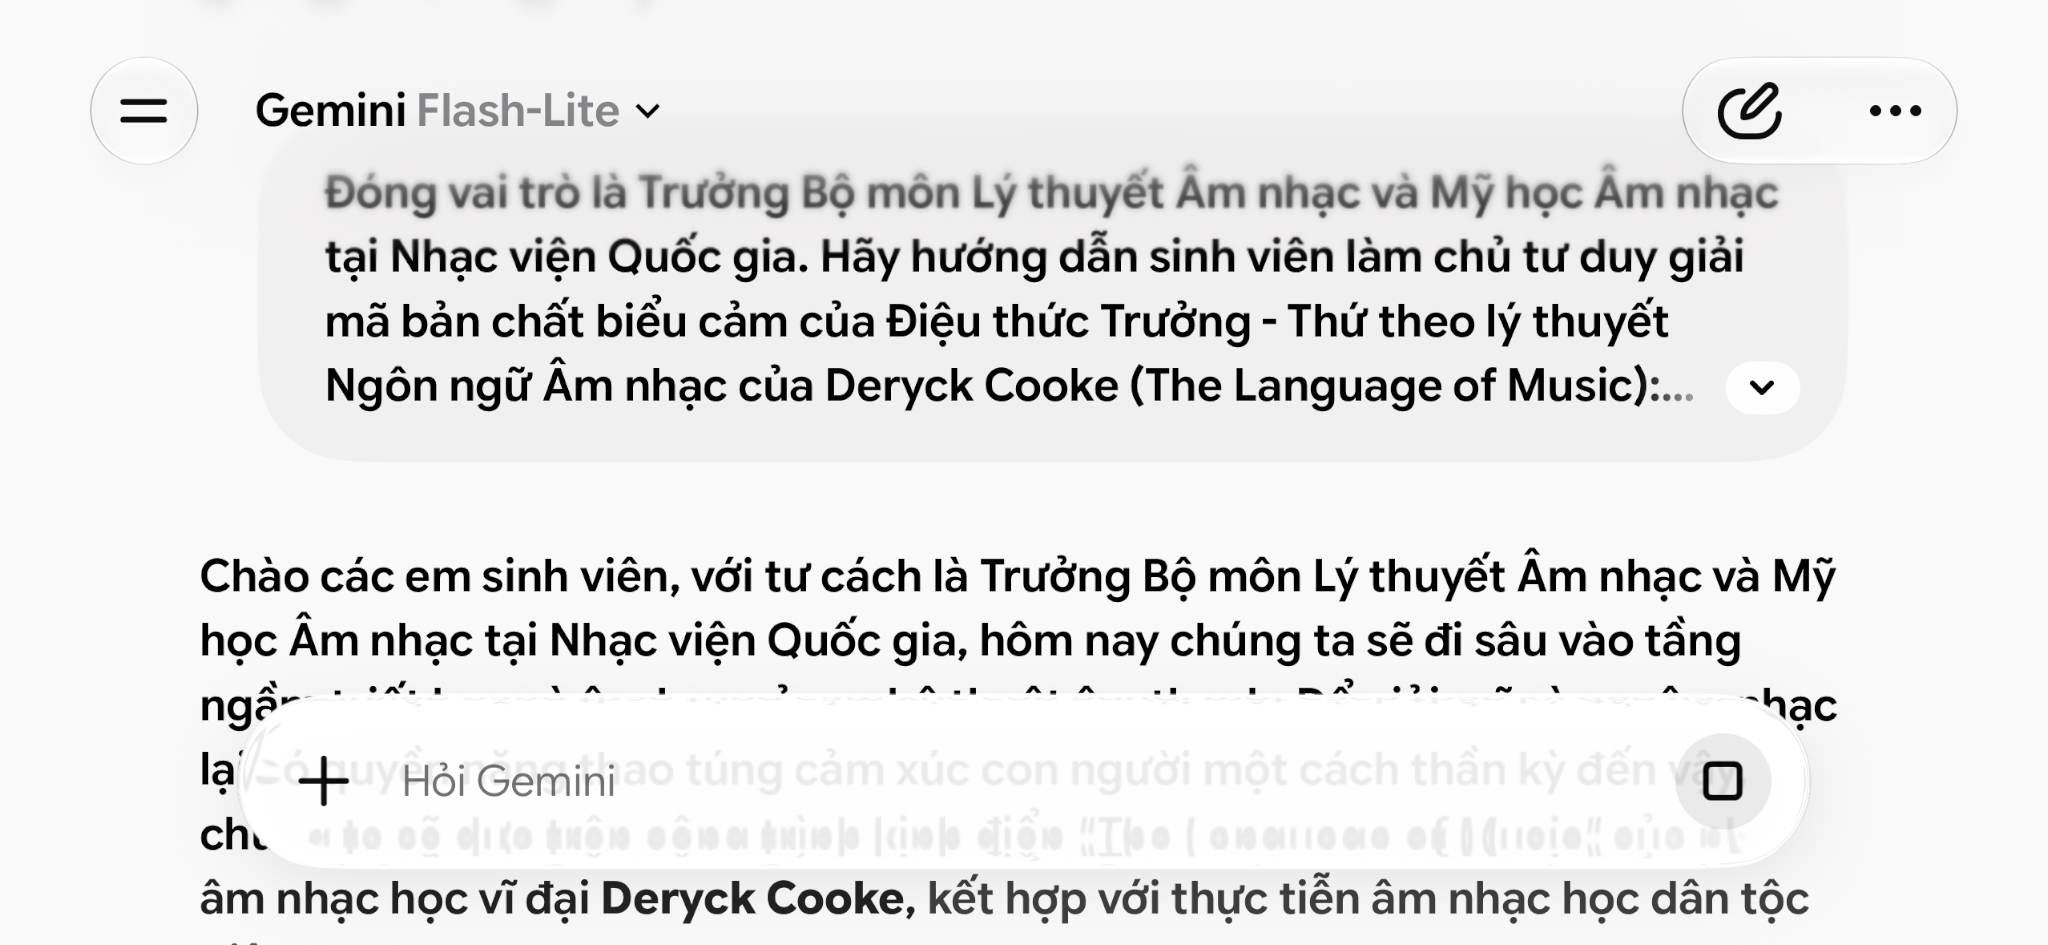 Gemini Flash-Lite
Đóng vai trò là Trưởng Bộ môn Lý thuyết Âm nhạc và Mỹ học Âm nhạc
tại Nhạc viện Quốc gia. Hãy hướng dẫn sinh viên làm chủ tư duy giải
mã bản chất biểu cảm của Điệu thức Trưởng - Thứ theo lý thuyết
Ngôn ngữ Âm nhạc của Deryck Cooke (The Language of Music):...
Chào các em sinh viên, với tư cách là Trưởng Bộ môn Lý thuyết Âm nhạc và Mỹ
học Âm nhạc tại Nhạc viện Quốc gia, hôm nay chúng ta sẽ đi sâu vào tầng
thao túng cảm xúc con người một cách thần kỳ đến vậy
Hỏi Gemini
âm nhạc học vĩ đại Deryck Cooke, kết hợp với thực tiễn âm nhạc học dân tộc